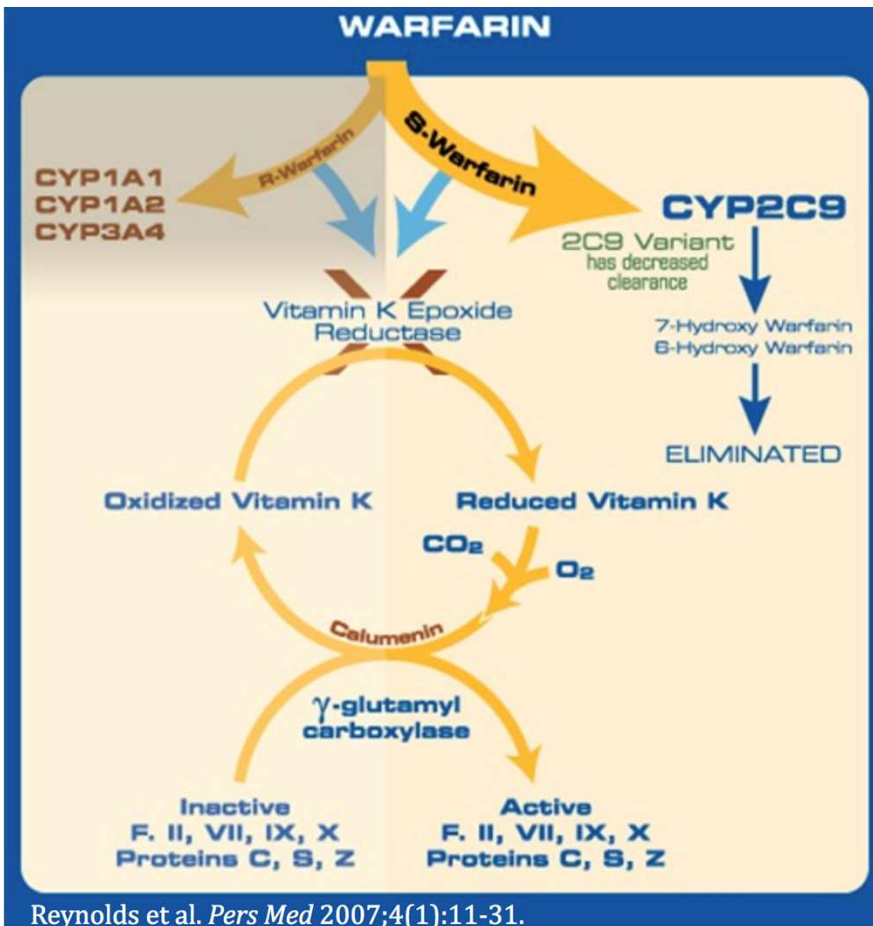 WARFARIN
R-Warfarin
S-Warfarin
CYP1A1
CYP1A2
CYP3A4
CYP2C9
2C9 Variant
has decreased
clearance
Vitamin K Epoxide
Reductase
7-Hydroxy Warfarin
6-Hydroxy Warfarin
ELIMINATED
Oxidized Vitamin K
Reduced Vitamin K
CO₂
O₂
Calumenin
γ-glutamyl
carboxylase
Inactive
F. II, VII, IX, X
Proteins C, S, Z
Active
F. II, VII, IX, X
Proteins C, S, Z
Reynolds et al. Pers Med 2007;4(1):11-31.